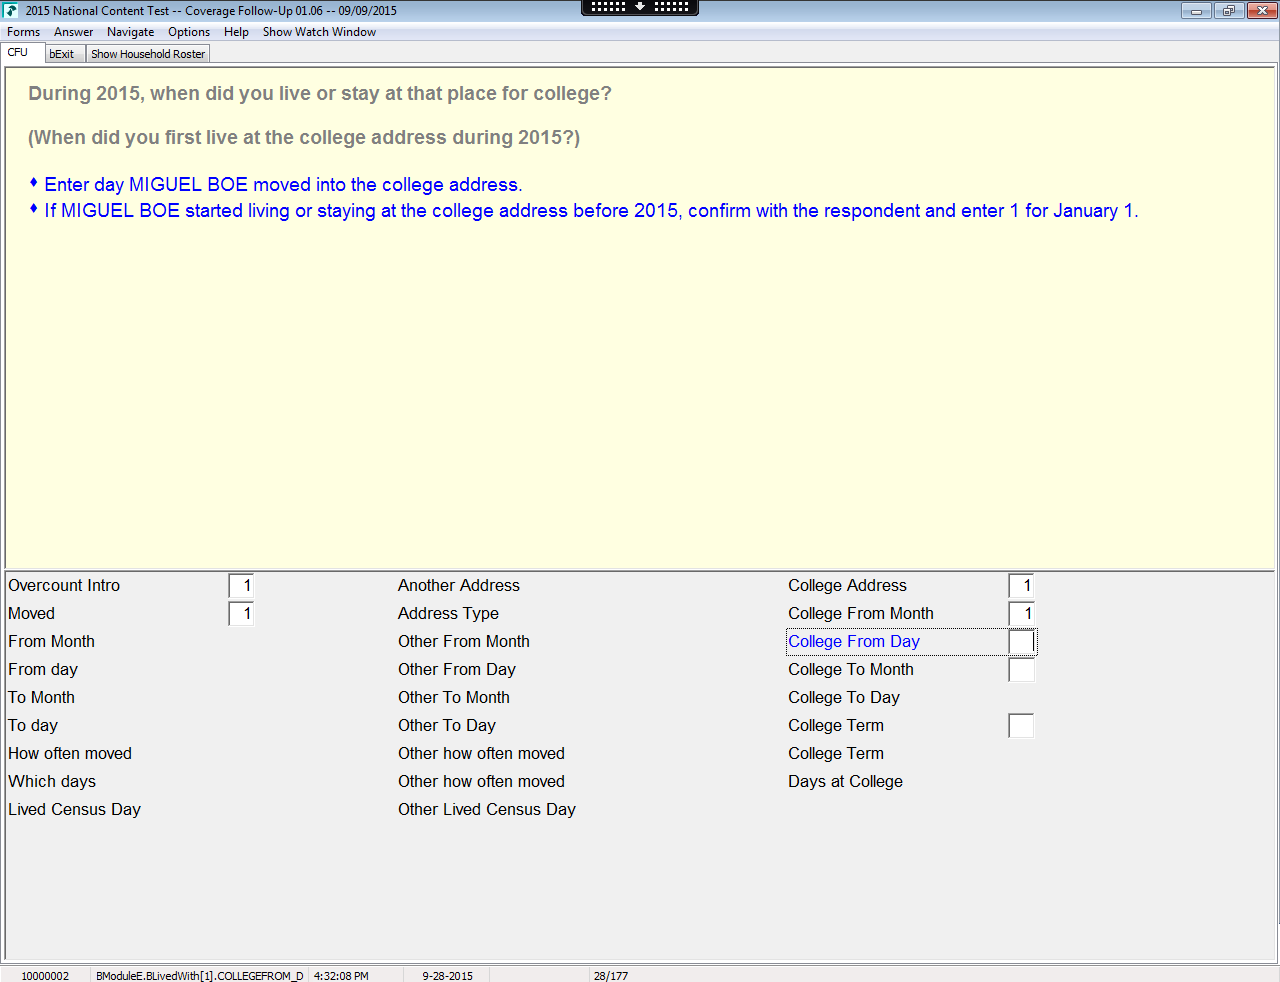 2015 National Content Test -- Coverage Follow-Up 01.06 -- 09/09/2015
Forms Answer Navigate Options Help Show Watch Window
CFU bExit Show Household Roster
During 2015, when did you live or stay at that place for college?
(When did you first live at the college address during 2015?)
♦ Enter day MIGUEL BOE moved into the college address.
♦ If MIGUEL BOE started living or staying at the college address before 2015, confirm with the respondent and enter 1 for January 1.
Overcount Intro 1 Another Address College Address 1
Moved 1 Address Type College From Month 1
From Month Other From Month College From Day
From day Other From Day College To Month
To Month Other To Month College To Day
To day Other To Day College Term
How often moved Other how often moved College Term
Which days Other how often moved Days at College
Lived Census Day Other Lived Census Day
10000002 BModuleE.BLivedWith[1].COLLEGEFROM_D 4:32:08 PM 9-28-2015 28/177